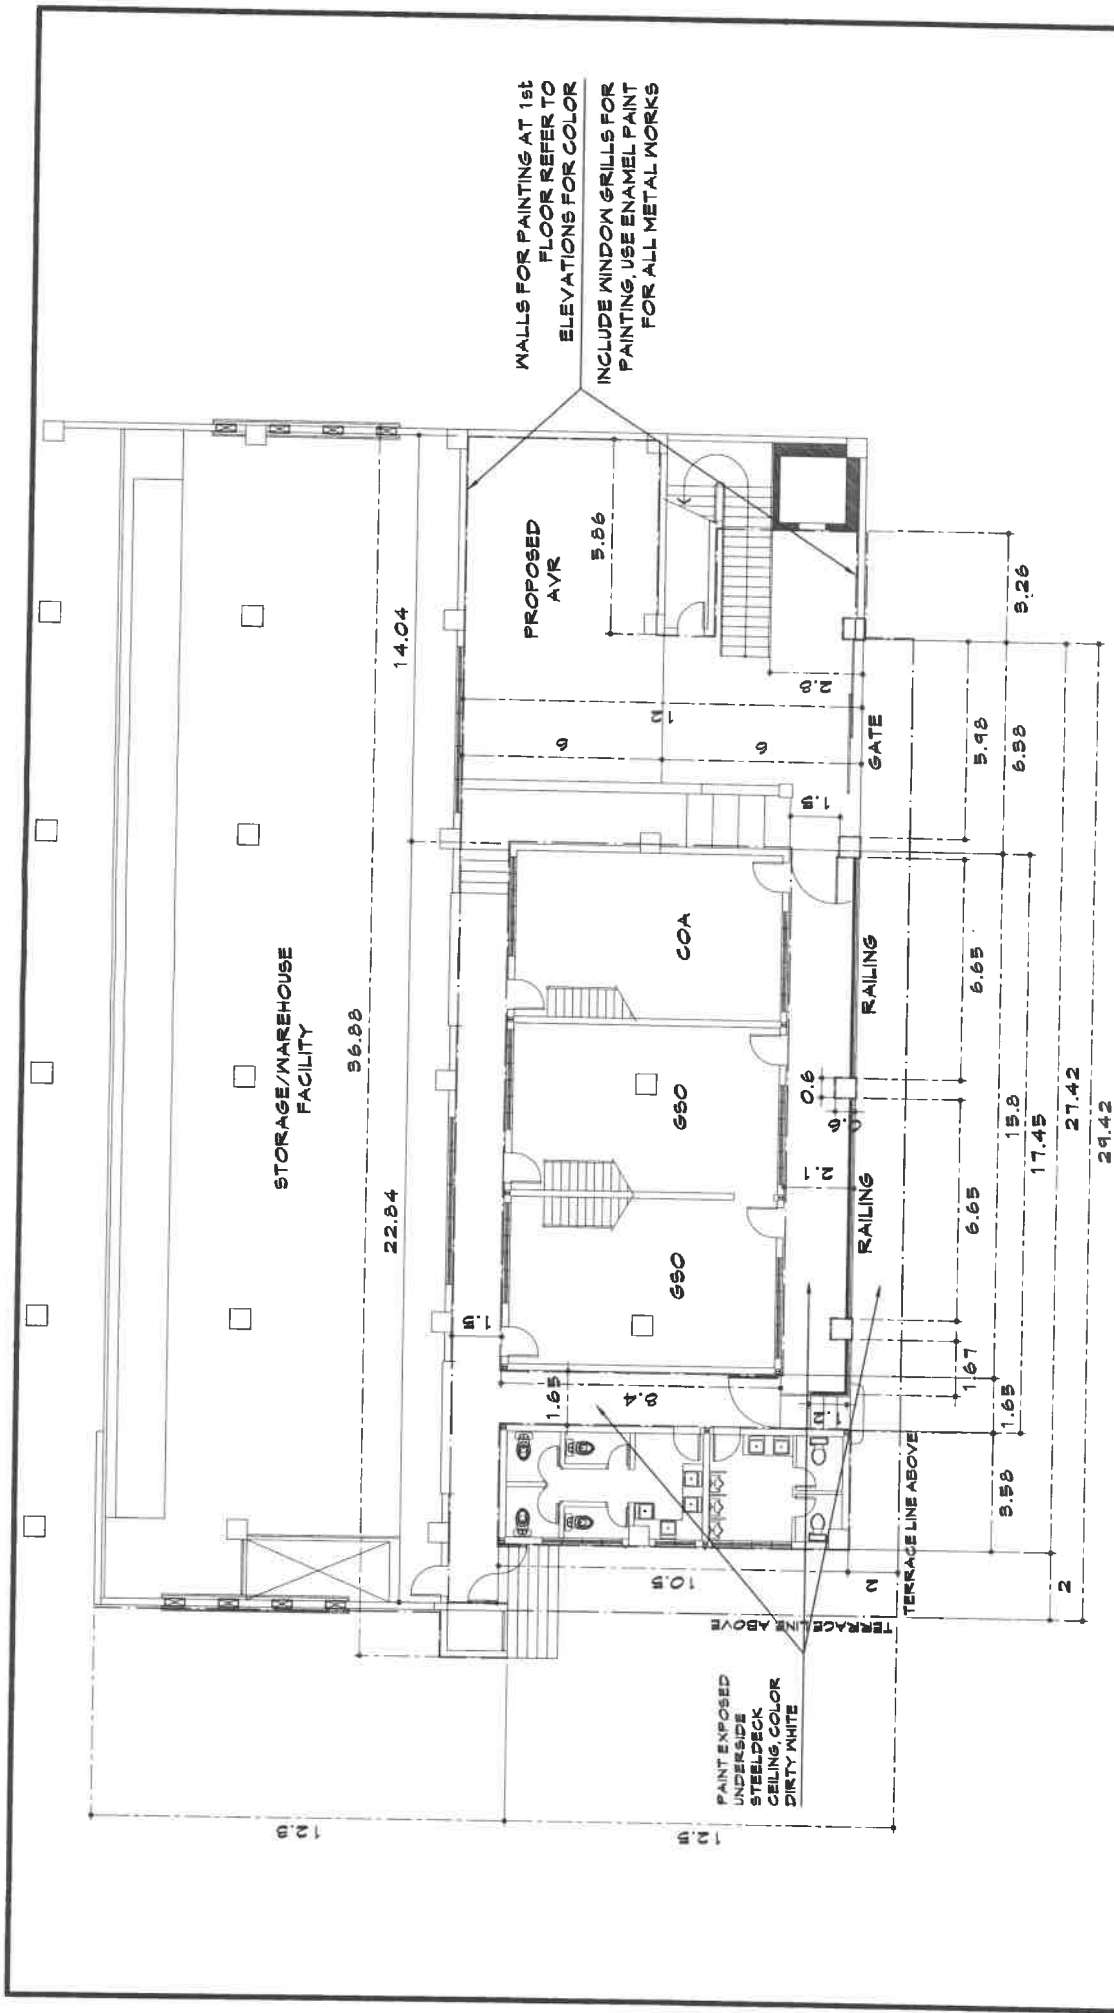 WALLS FOR PAINTING AT 1st
FLOOR REFER TO
ELEVATIONS FOR COLOR
INCLUDE WINDOW GRILLS FOR
PAINTING, USE ENAMEL PAINT
FOR ALL METAL WORKS
STORAGE/WAREHOUSE
FACILITY
36.88
14.04
22.84
PROPOSED
AVR
5.86
12
6
6
2.8
GATE
1.5
COA
GSO
GSO
RAILING
RAILING
0.6
0.6
2.1
1.5
1.65
8.4
1.2
10.5
2
TERRACE LINE ABOVE
TERRACE LINE ABOVE
PAINT EXPOSED
UNDERSIDE
STEELDECK
CEILING, COLOR
DIRTY WHITE
12.3
12.5
3.26
5.98
6.38
6.65
6.65
1.67
1.65
3.58
15.8
17.45
27.42
2
29.42